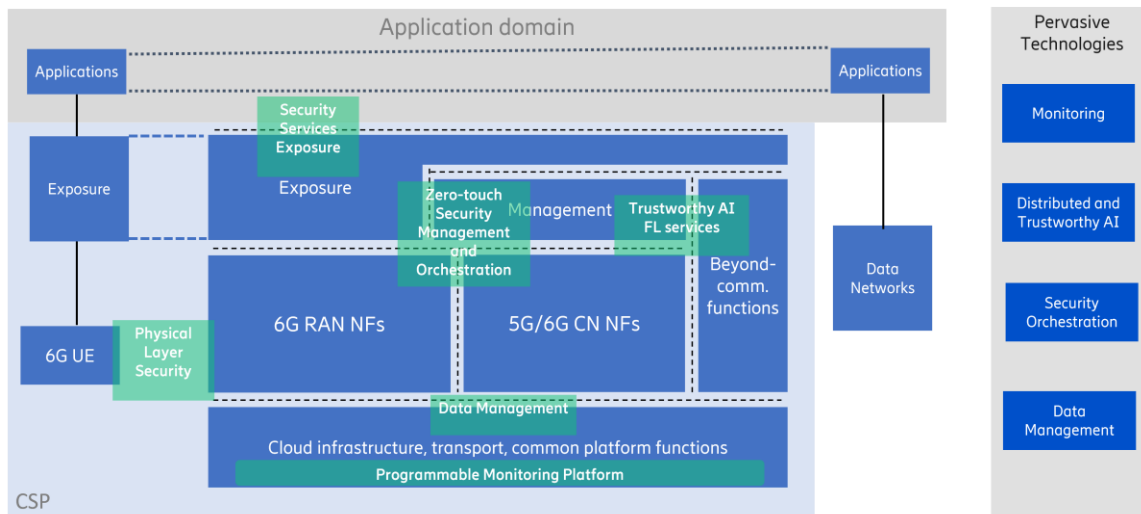 Application domain
Applications
Applications
Security
Services
Exposure
Exposure
Exposure
Zero-touch
Security
Management
and
Orchestration
Management
Trustworthy AI
FL services
Beyond-
comm.
functions
Data
Networks
6G UE
Physical
Layer
Security
6G RAN NFs
5G/6G CN NFs
Data Management
Cloud infrastructure, transport, common platform functions
Programmable Monitoring Platform
CSP
Pervasive
Technologies
Monitoring
Distributed and
Trustworthy AI
Security
Orchestration
Data
Management